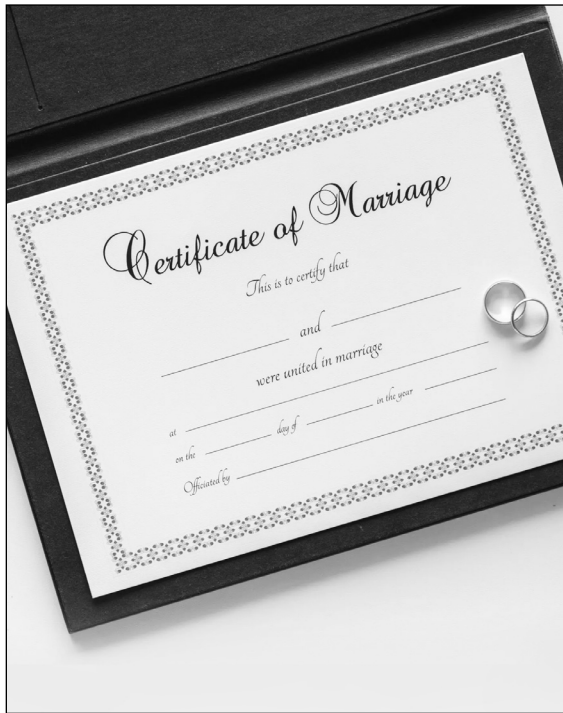 Certificate of Marriage
This is to certify that
and
were united in marriage
at
on the day of in the year
Officiated by